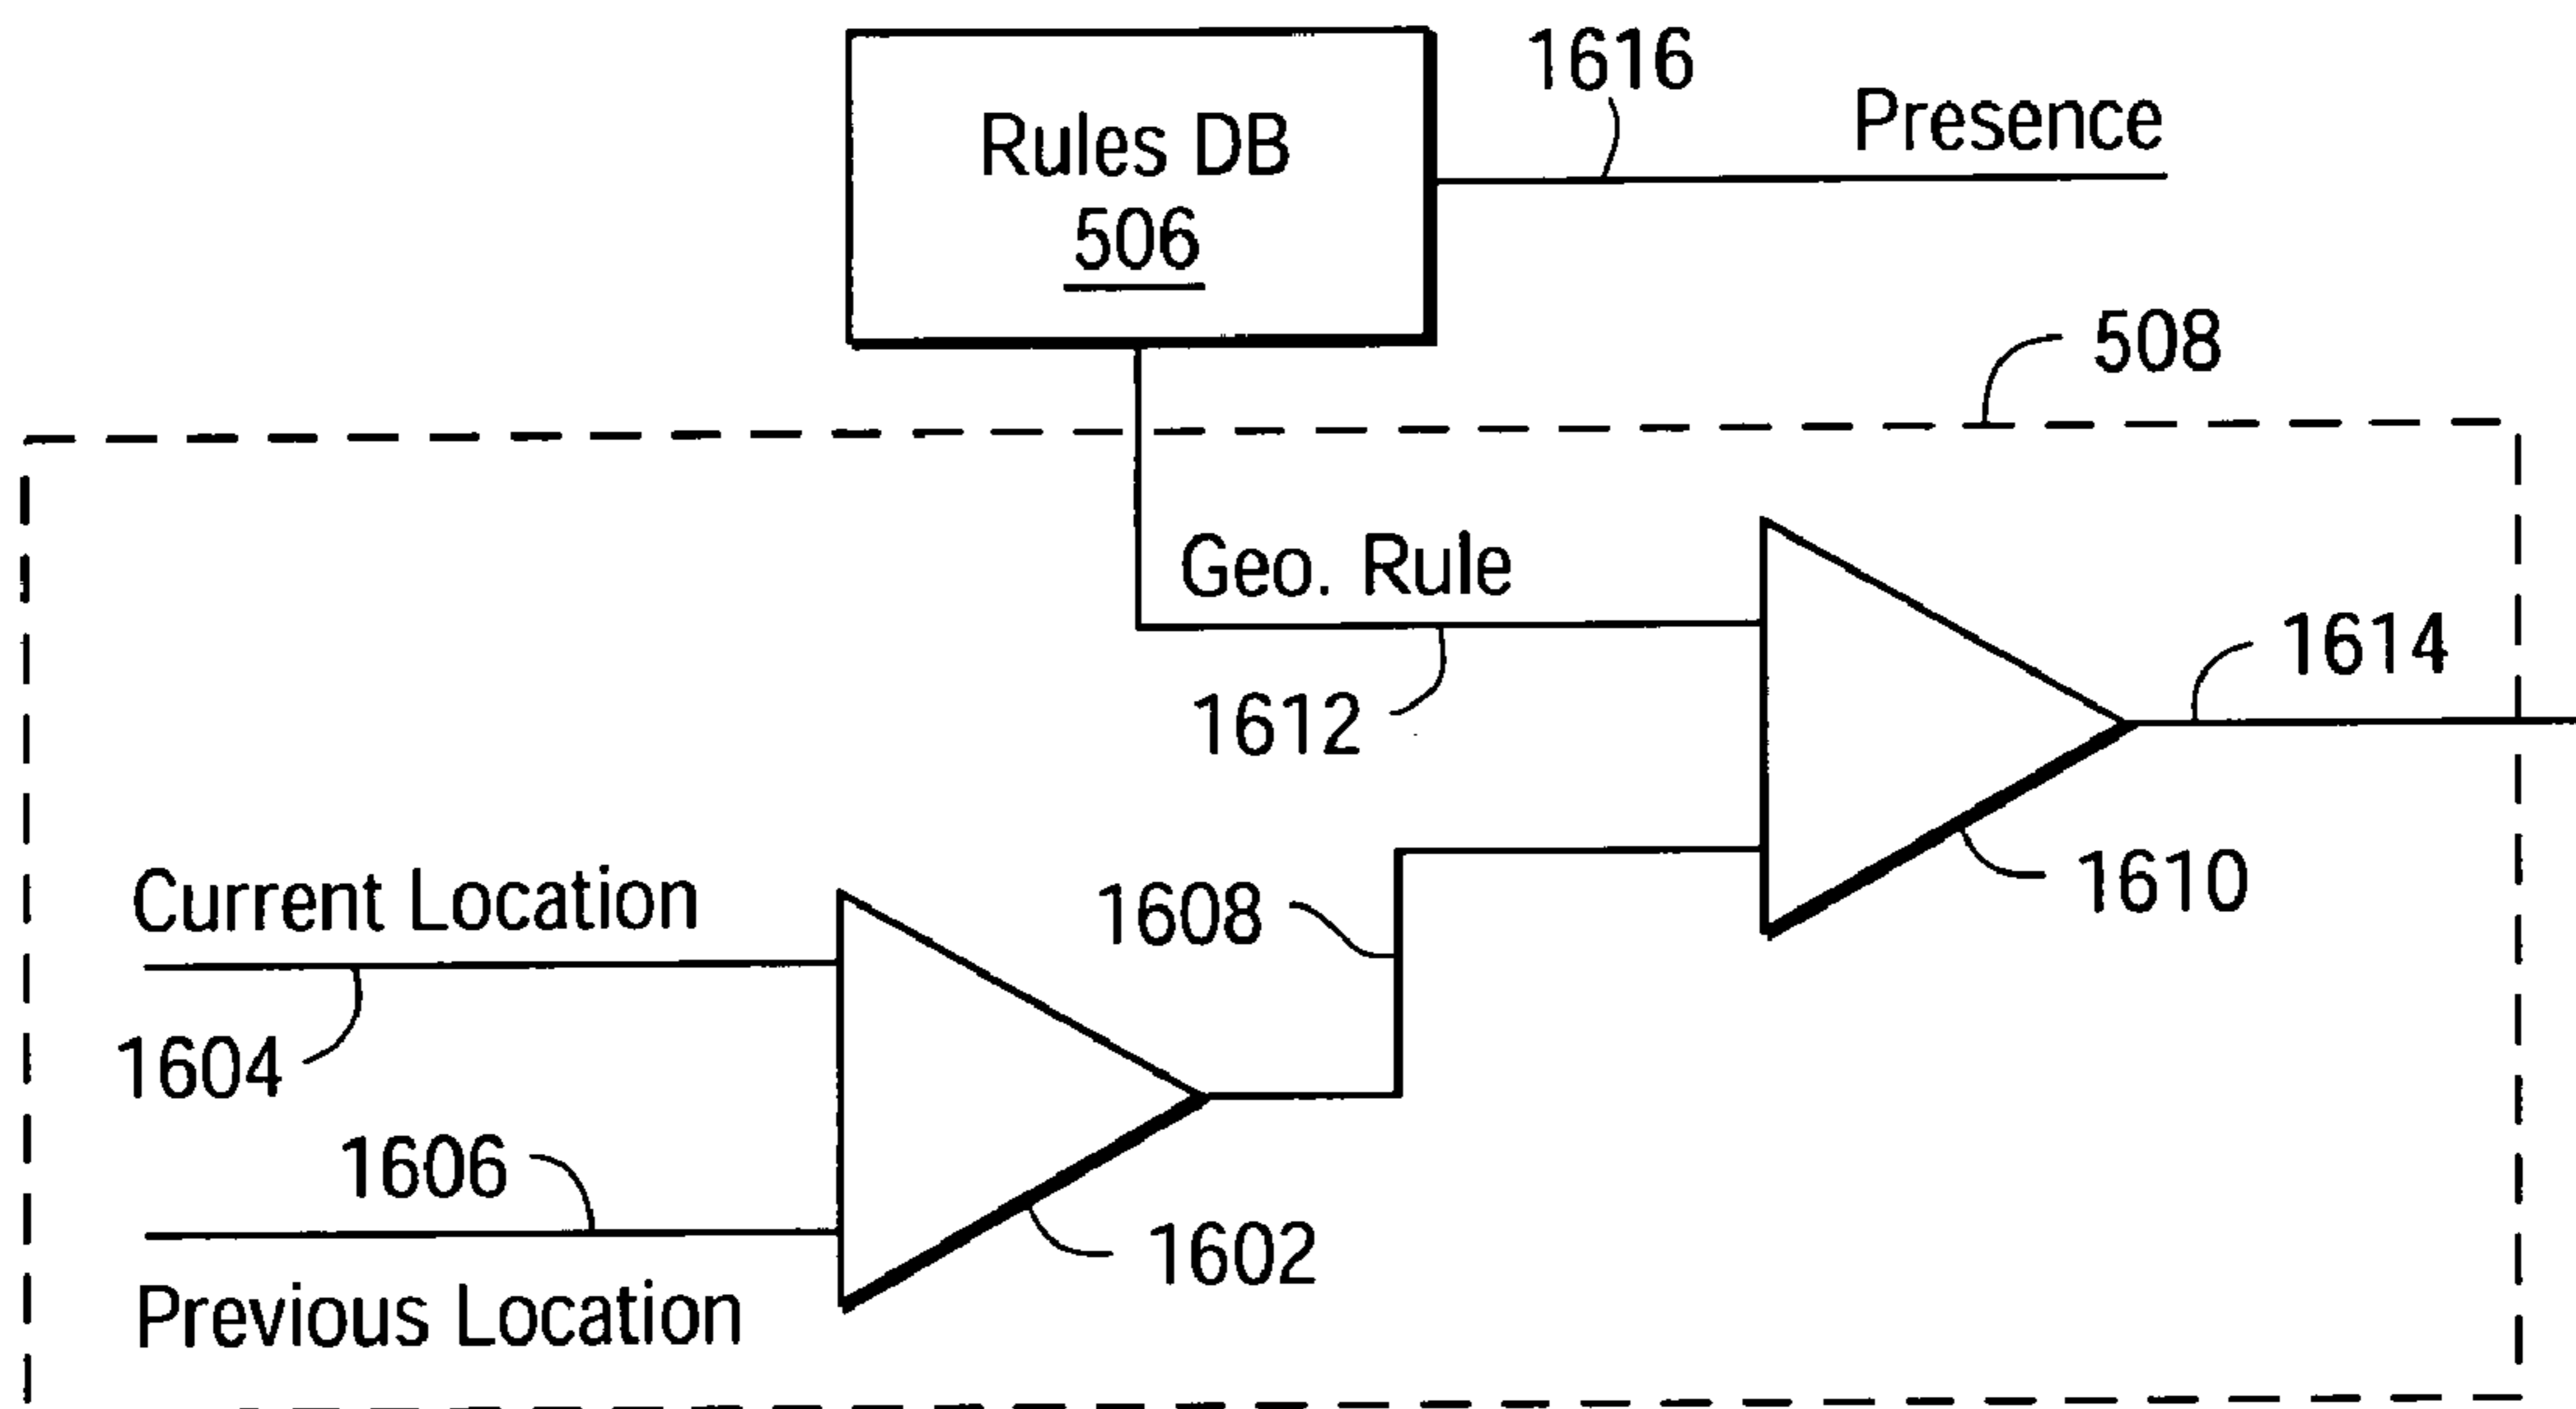 1616
Presence
Rules DB
506
508
Geo. Rule
1612
1614
1610
Current Location
1608
1604
1606
1602
Previous Location